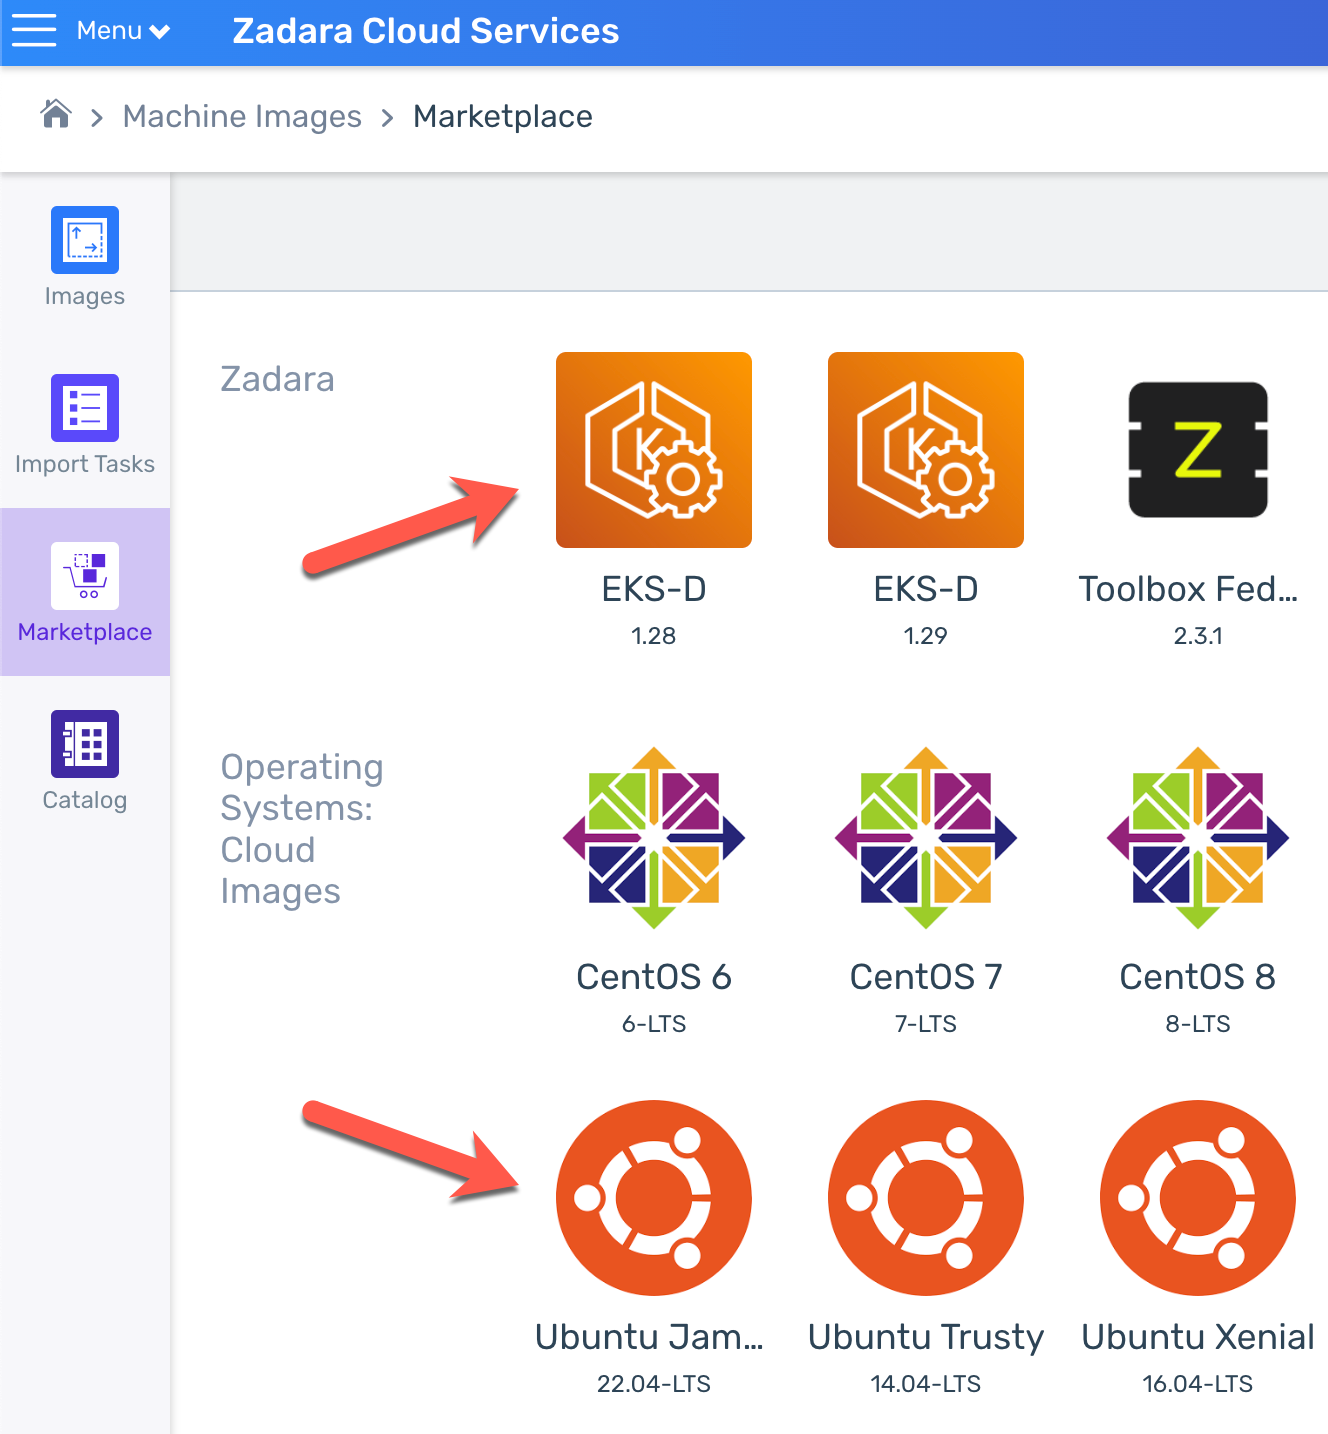 Menu
Zadara Cloud Services
Machine Images
Marketplace
Images
Import Tasks
Marketplace
Catalog
Zadara
EKS-D
1.28
EKS-D
1.29
Z
Toolbox Fed...
2.3.1
Operating
Systems:
Cloud
Images
CentOS 6
6-LTS
CentOS 7
7-LTS
CentOS 8
8-LTS
Ubuntu Jam...
22.04-LTS
Ubuntu Trusty
14.04-LTS
Ubuntu Xenial
16.04-LTS